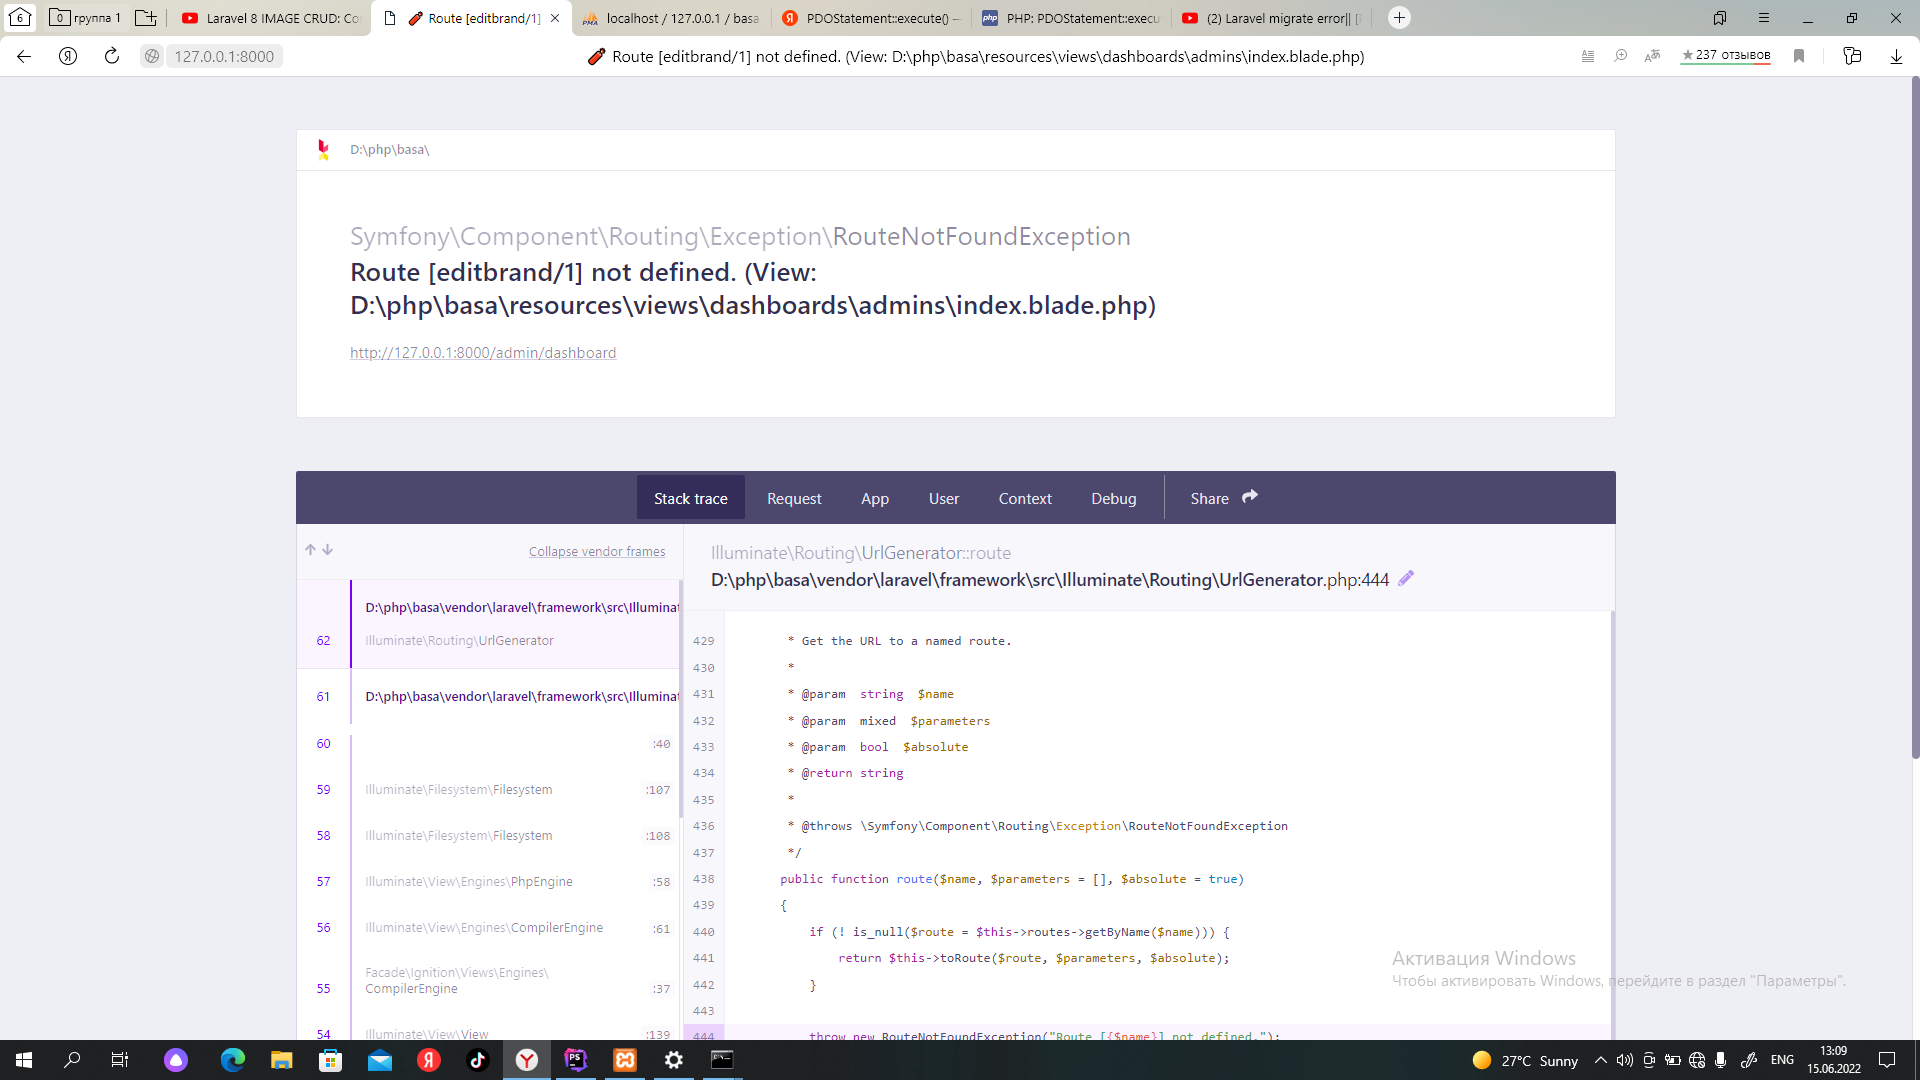 6
0 группа 1
Laravel 8 IMAGE CRUD: Co
Route [editbrand/1]
localhost / 127.0.0.1 / basa
PDOStatement::execute() —
PHP: PDOStatement::execu
(2) Laravel migrate error||
127.0.0.1:8000
Route [editbrand/1] not defined. (View: D:\php\basa\resources\views\dashboards\admins\index.blade.php)
★ 237 отзывов
D:\php\basa\
Symfony\Component\Routing\Exception\RouteNotFoundException
Route [editbrand/1] not defined. (View:
D:\php\basa\resources\views\dashboards\admins\index.blade.php)
http://127.0.0.1:8000/admin/dashboard
Stack trace Request App User Context Debug Share
Collapse vendor frames
D:\php\basa\vendor\laravel\framework\src\Illuminat
62 Illuminate\Routing\UrlGenerator
61 D:\php\basa\vendor\laravel\framework\src\Illuminat
60 :40
59 Illuminate\Filesystem\Filesystem :107
58 Illuminate\Filesystem\Filesystem :108
57 Illuminate\View\Engines\PhpEngine :58
56 Illuminate\View\Engines\CompilerEngine :61
Facade\Ignition\Views\Engines\
55 CompilerEngine :37
54 Illuminate\View\View :139
Illuminate\Routing\UrlGenerator::route
D:\php\basa\vendor\laravel\framework\src\Illuminate\Routing\UrlGenerator.php:444
429 * Get the URL to a named route.
430 *
431 * @param string $name
432 * @param mixed $parameters
433 * @param bool $absolute
434 * @return string
435 *
436 * @throws \Symfony\Component\Routing\Exception\RouteNotFoundException
437 */
438 public function route($name, $parameters = [], $absolute = true)
439 {
440 if (! is_null($route = $this->routes->getByName($name))) {
441 return $this->toRoute($route, $parameters, $absolute);
442 }
443
444 throw new RouteNotFoundException("Route [{$name}] not defined.");
Активация Windows
Чтобы активировать Windows, перейдите в раздел "Параметры".
27°C Sunny
ENG
13:09
15.06.2022